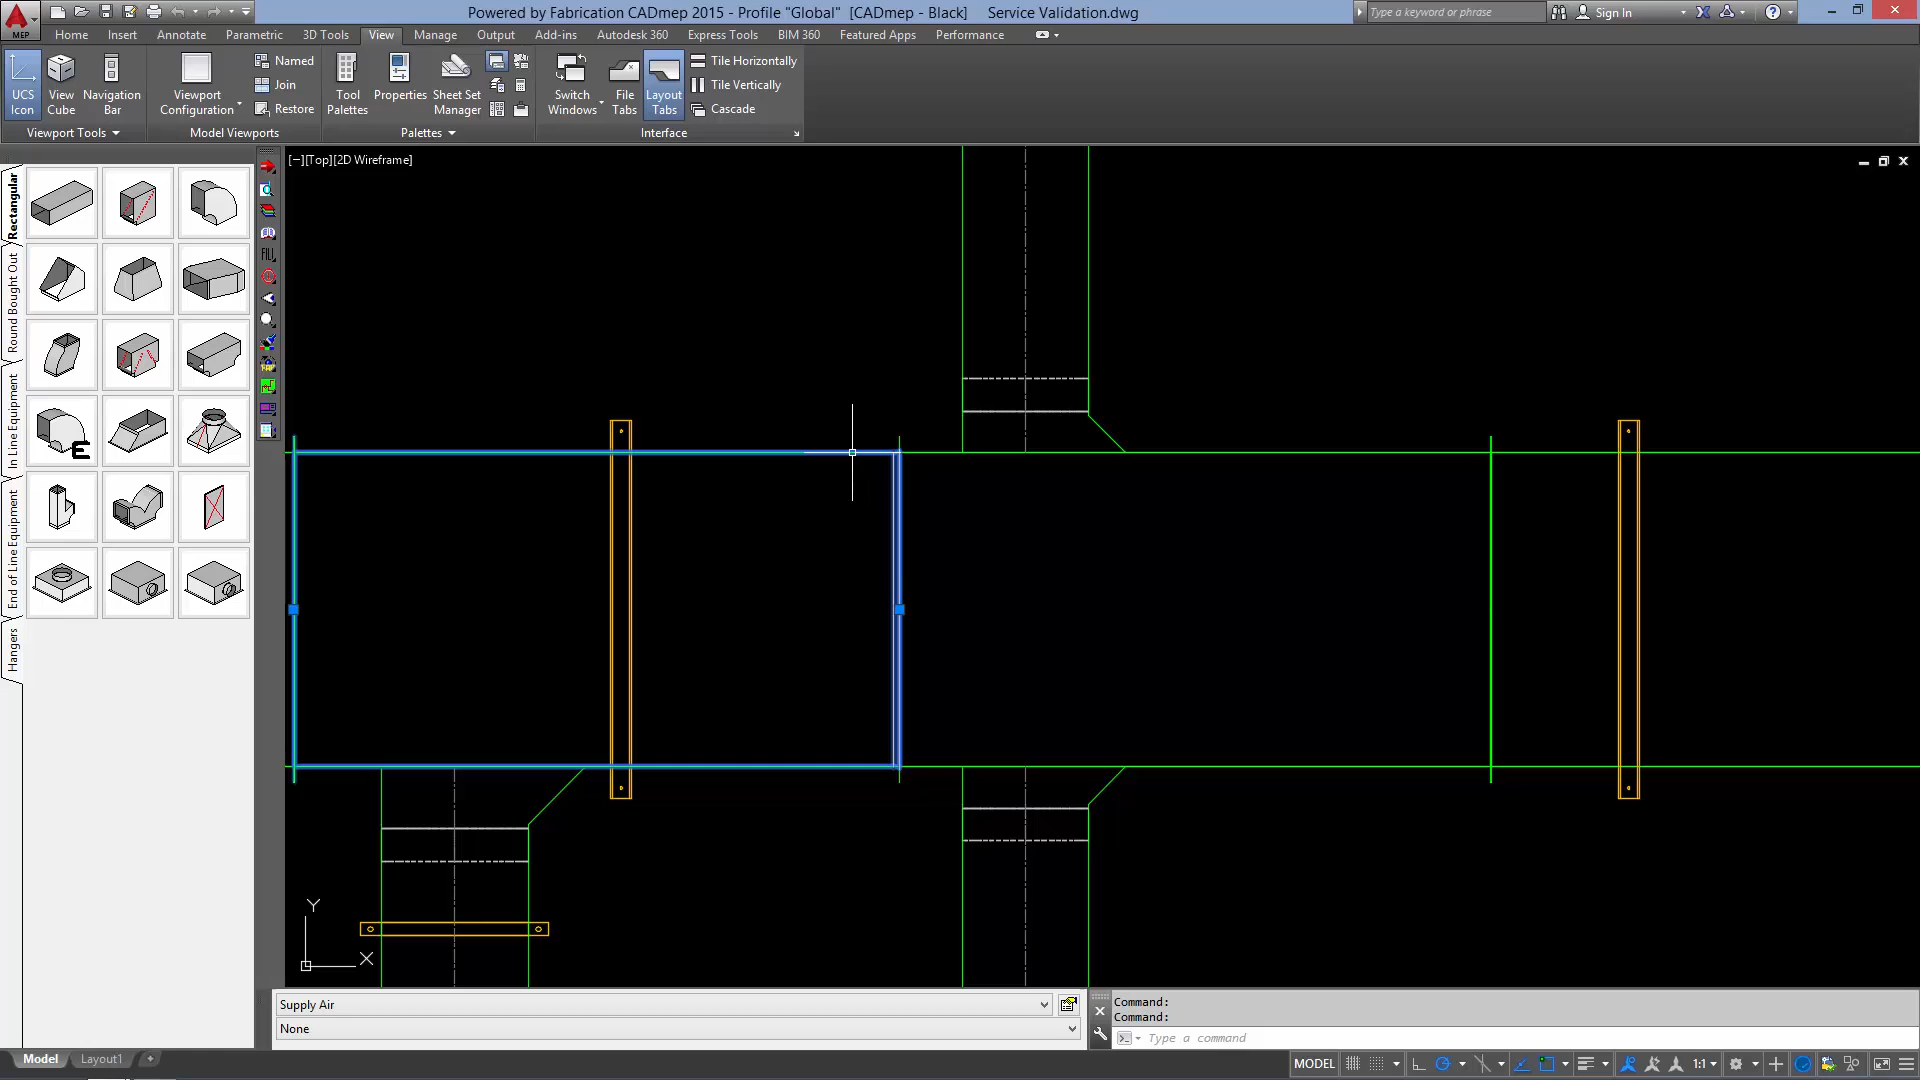 Powered by Fabrication CADmep 2015 - Profile "Global" [CADmep - Black] Service Validation.dwg
Type a keyword or phrase
Sign In
MEP
Home Insert Annotate Parametric 3D Tools View Manage Output Add-ins Autodesk 360 Express Tools BIM 360 Featured Apps Performance
UCS Icon
View Cube
Navigation Bar
Viewport Configuration
Named
Join
Restore
Tool Palettes
Properties
Sheet Set Manager
Switch Windows
File Tabs
Layout Tabs
Tile Horizontally
Tile Vertically
Cascade
Viewport Tools
Model Viewports
Palettes
Interface
Rectangular
Round Bought Out
In Line Equipment
End of Line Equipment
Hangers
E
FILL
[−][Top][2D Wireframe]
Y
X
Supply Air
None
Command:
Command:
Type a command
Model Layout1 +
MODEL
1:1